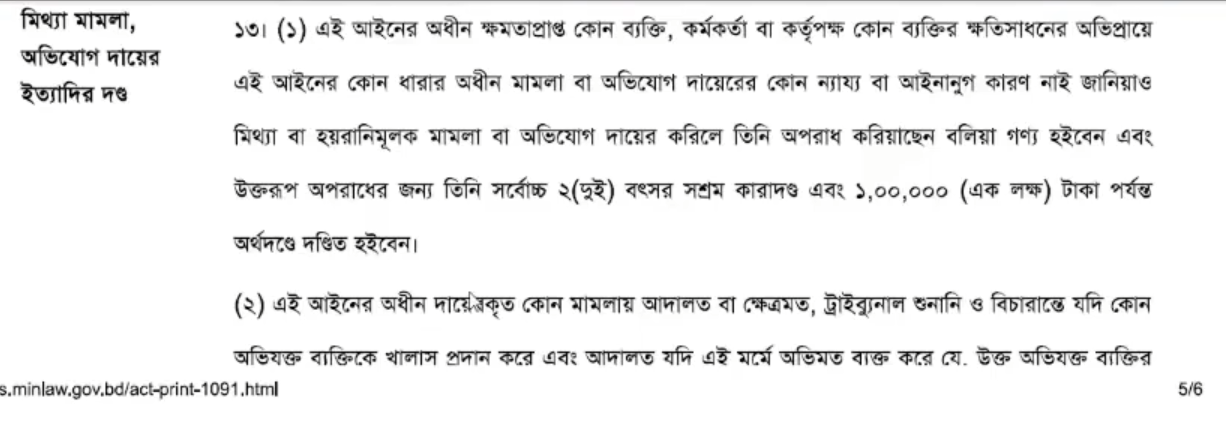 মিথ্যা মামলা,
অভিযোগ দায়ের
ইত্যাদির দণ্ড
১৩। (১) এই আইনের অধীন ক্ষমতাপ্রাপ্ত কোন ব্যক্তি, কর্মকর্তা বা কর্তৃপক্ষ কোন ব্যক্তির ক্ষতিসাধনের অভিপ্রায়ে
এই আইনের কোন ধারার অধীন মামলা বা অভিযোগ দায়েরের কোন ন্যায্য বা আইনানুগ কারণ নাই জানিয়াও
মিথ্যা বা হয়রানিমূলক মামলা বা অভিযোগ দায়ের করিলে তিনি অপরাধ করিয়াছেন বলিয়া গণ্য হইবেন এবং
উক্তরূপ অপরাধের জন্য তিনি সর্বোচ্চ ২(দুই) বৎসর সশ্রম কারাদণ্ড এবং ১,০০,০০০ (এক লক্ষ) টাকা পর্যন্ত
অর্থদণ্ডে দণ্ডিত হইবেন।
(২) এই আইনের অধীন দায়েরকৃত কোন মামলায় আদালত বা ক্ষেত্রমত, ট্রাইব্যুনাল শুনানি ও বিচারান্তে যদি কোন
অভিযুক্ত ব্যক্তিকে খালাস প্রদান করে এবং আদালত যদি এই মর্মে অভিমত ব্যক্ত করে যে, উক্ত অভিযুক্ত ব্যক্তির
s.minlaw.gov.bd/act-print-1091.html
5/6